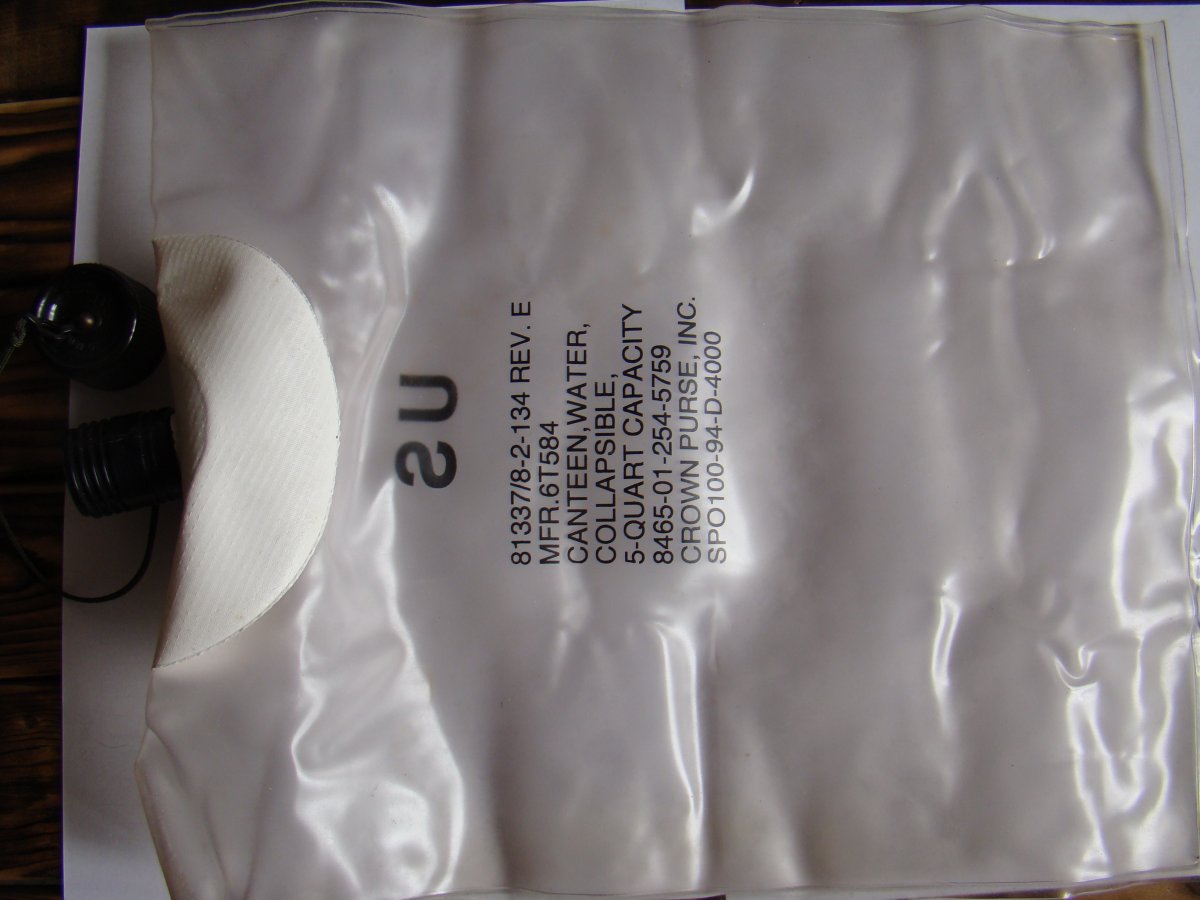 US
81337/8-2-134 REV. E
MFR.6T584
CANTEEN,WATER,
COLLAPSIBLE,
5-QUART CAPACITY
8465-01-254-5759
CROWN PURSE, INC.
SPO100-94-D-4000